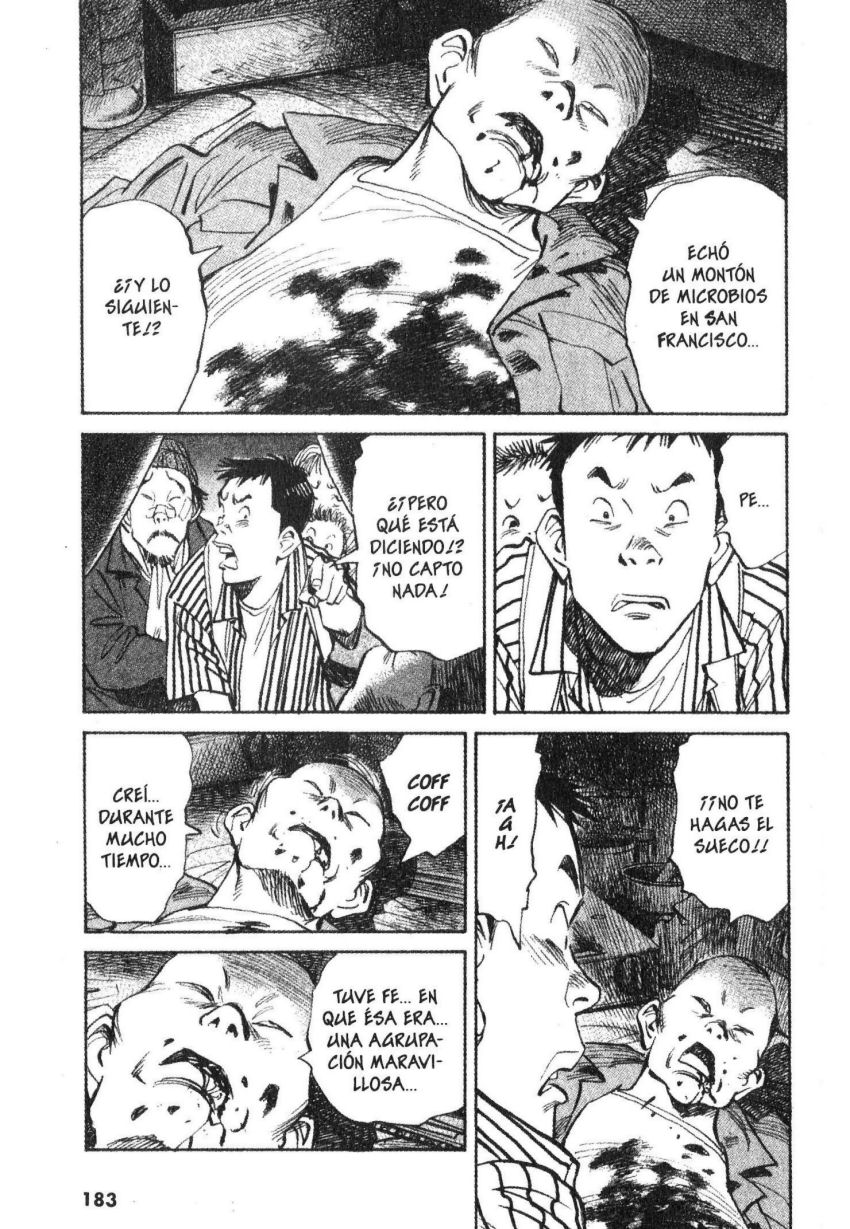 ECHÓ
UN MONTÓN
DE MICROBIOS
EN SAN
FRANCISCO...
¿¡Y LO
SIGUIEN-
TE!?
PE...
¿¡PERO
QUÉ ESTÁ
DICIENDO!?
¡NO CAPTO
NADA!
¡¡NO TE
HAGAS EL
SUECO!!
¡A
G
H!
COFF
COFF
CREÍ...
DURANTE
MUCHO
TIEMPO...
TUVE FE... EN
QUE ÉSA ERA...
UNA AGRUPA-
CIÓN MARAVI-
LLOSA...
183